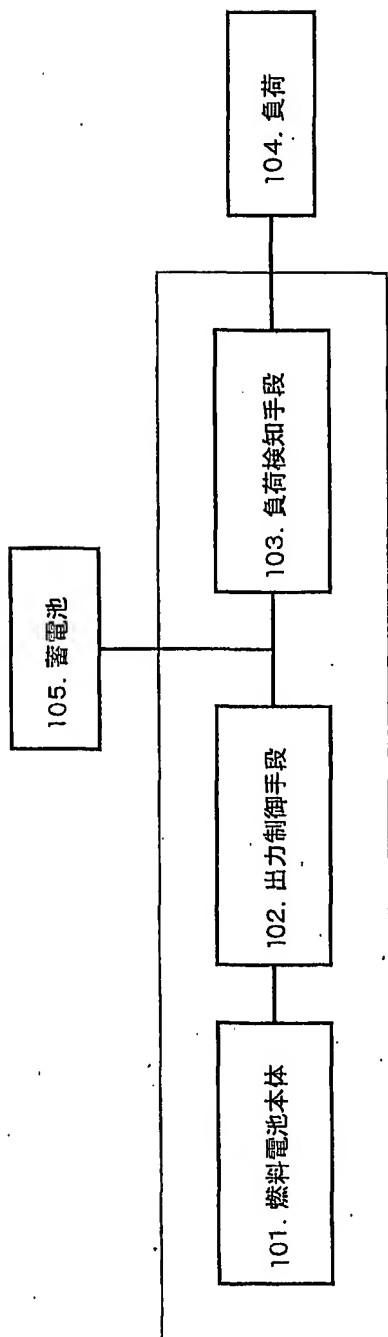 105. 蓄電池
101. 燃料電池本体
102. 出力制御手段
103. 負荷検知手段
104. 負荷